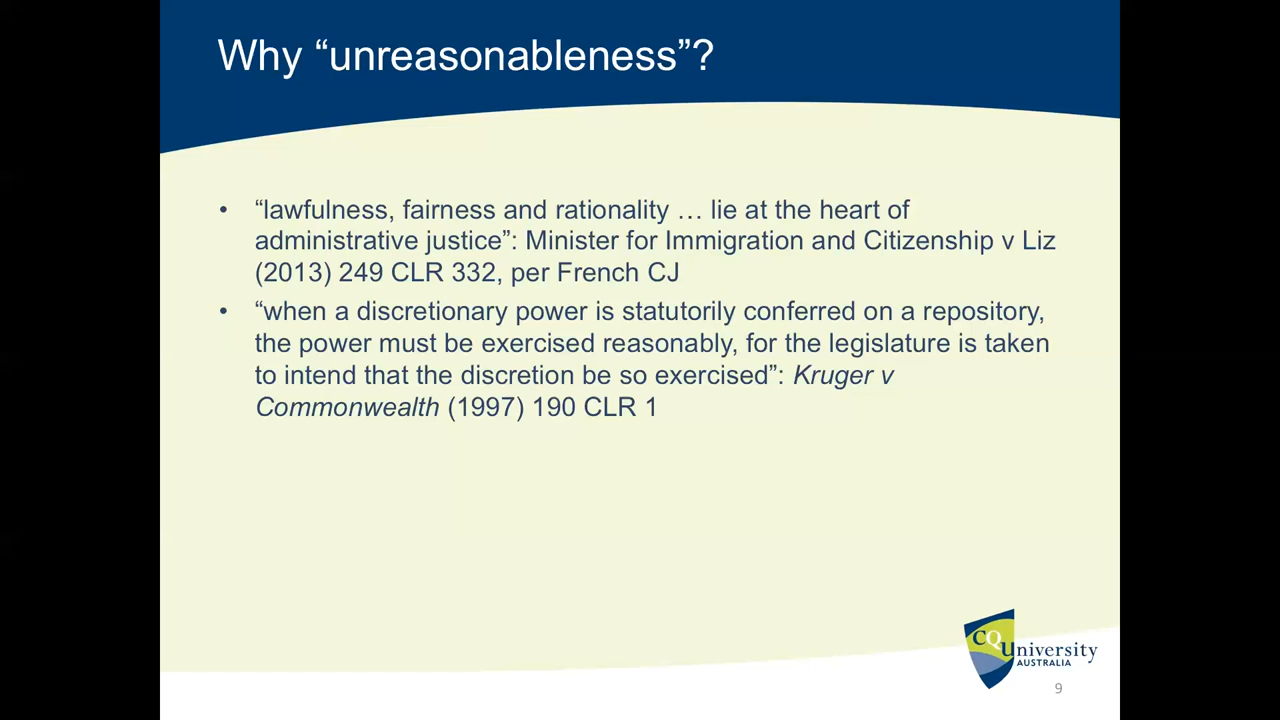 Why “unreasonableness”?
• “lawfulness, fairness and rationality … lie at the heart of
administrative justice”: Minister for Immigration and Citizenship v Liz
(2013) 249 CLR 332, per French CJ
• “when a discretionary power is statutorily conferred on a repository,
the power must be exercised reasonably, for the legislature is taken
to intend that the discretion be so exercised”: Kruger v
Commonwealth (1997) 190 CLR 1
CQUniversity
AUSTRALIA
9